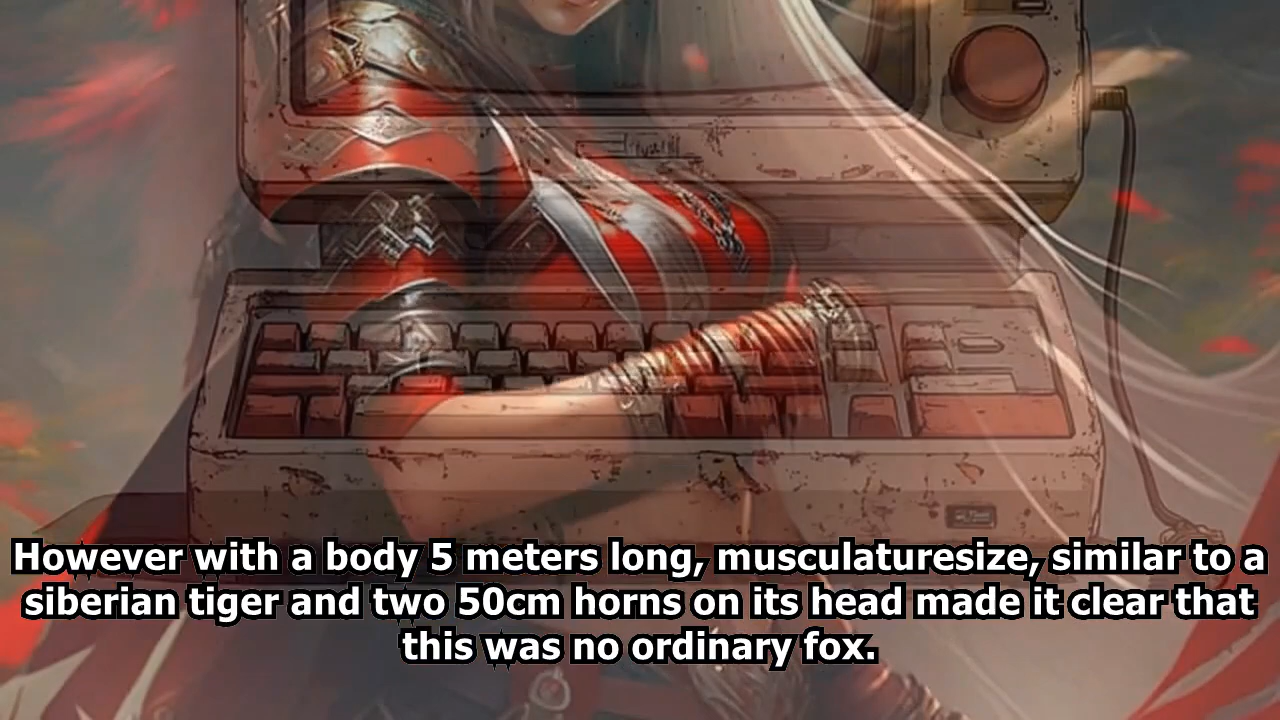 However with a body 5 meters long, musculaturesize, similar to a
siberian tiger and two 50cm horns on its head made it clear that
this was no ordinary fox.